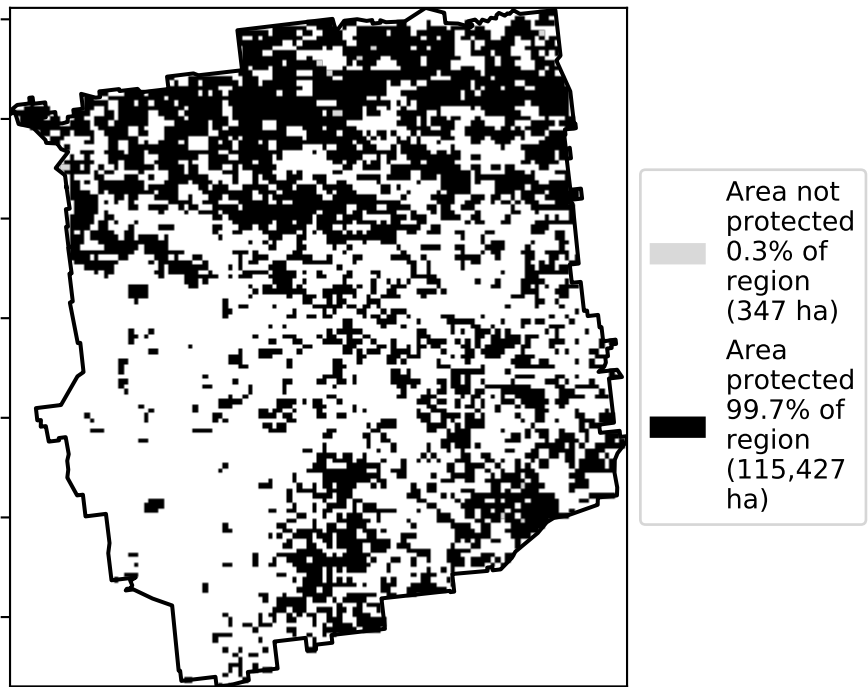 Area not
protected
0.3% of
region
(347 ha)
Area
protected
99.7% of
region
(115,427
ha)